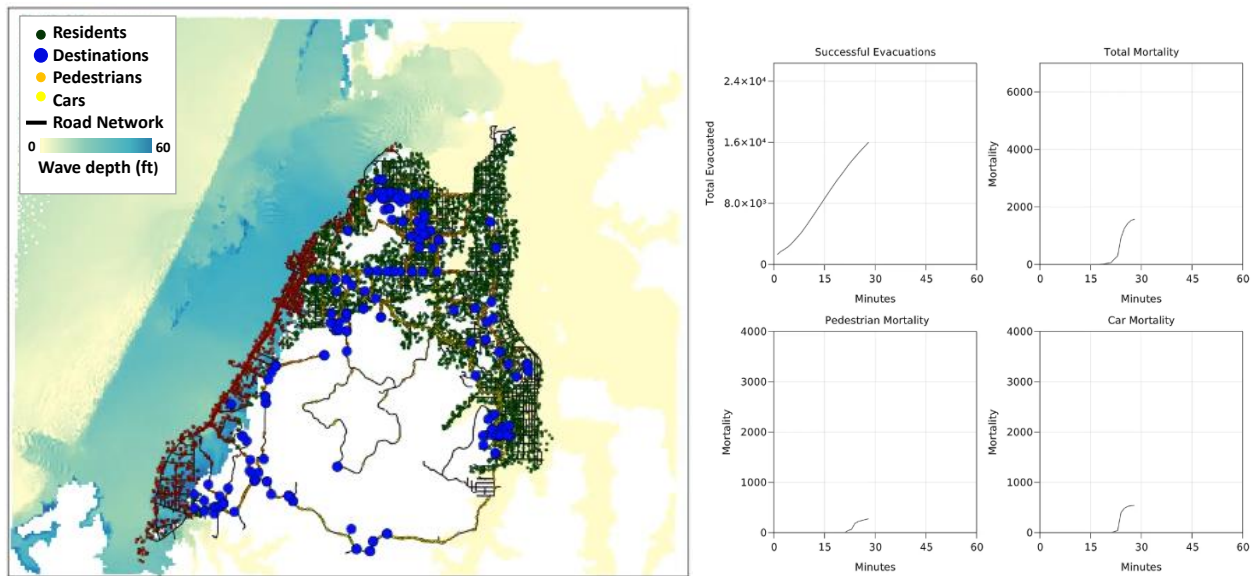 Residents
Destinations
Pedestrians
Cars
Road Network
0 60
Wave depth (ft)
Successful Evacuations
2.4×10⁴
1.6×10⁴
8.0×10³
0
Total Evacuated
0 15 30 45 60
Minutes
Total Mortality
6000
4000
2000
0
Mortality
0 15 30 45 60
Minutes
Pedestrian Mortality
4000
3000
2000
1000
0
Mortality
0 15 30 45 60
Minutes
Car Mortality
4000
3000
2000
1000
0
Mortality
0 15 30 45 60
Minutes